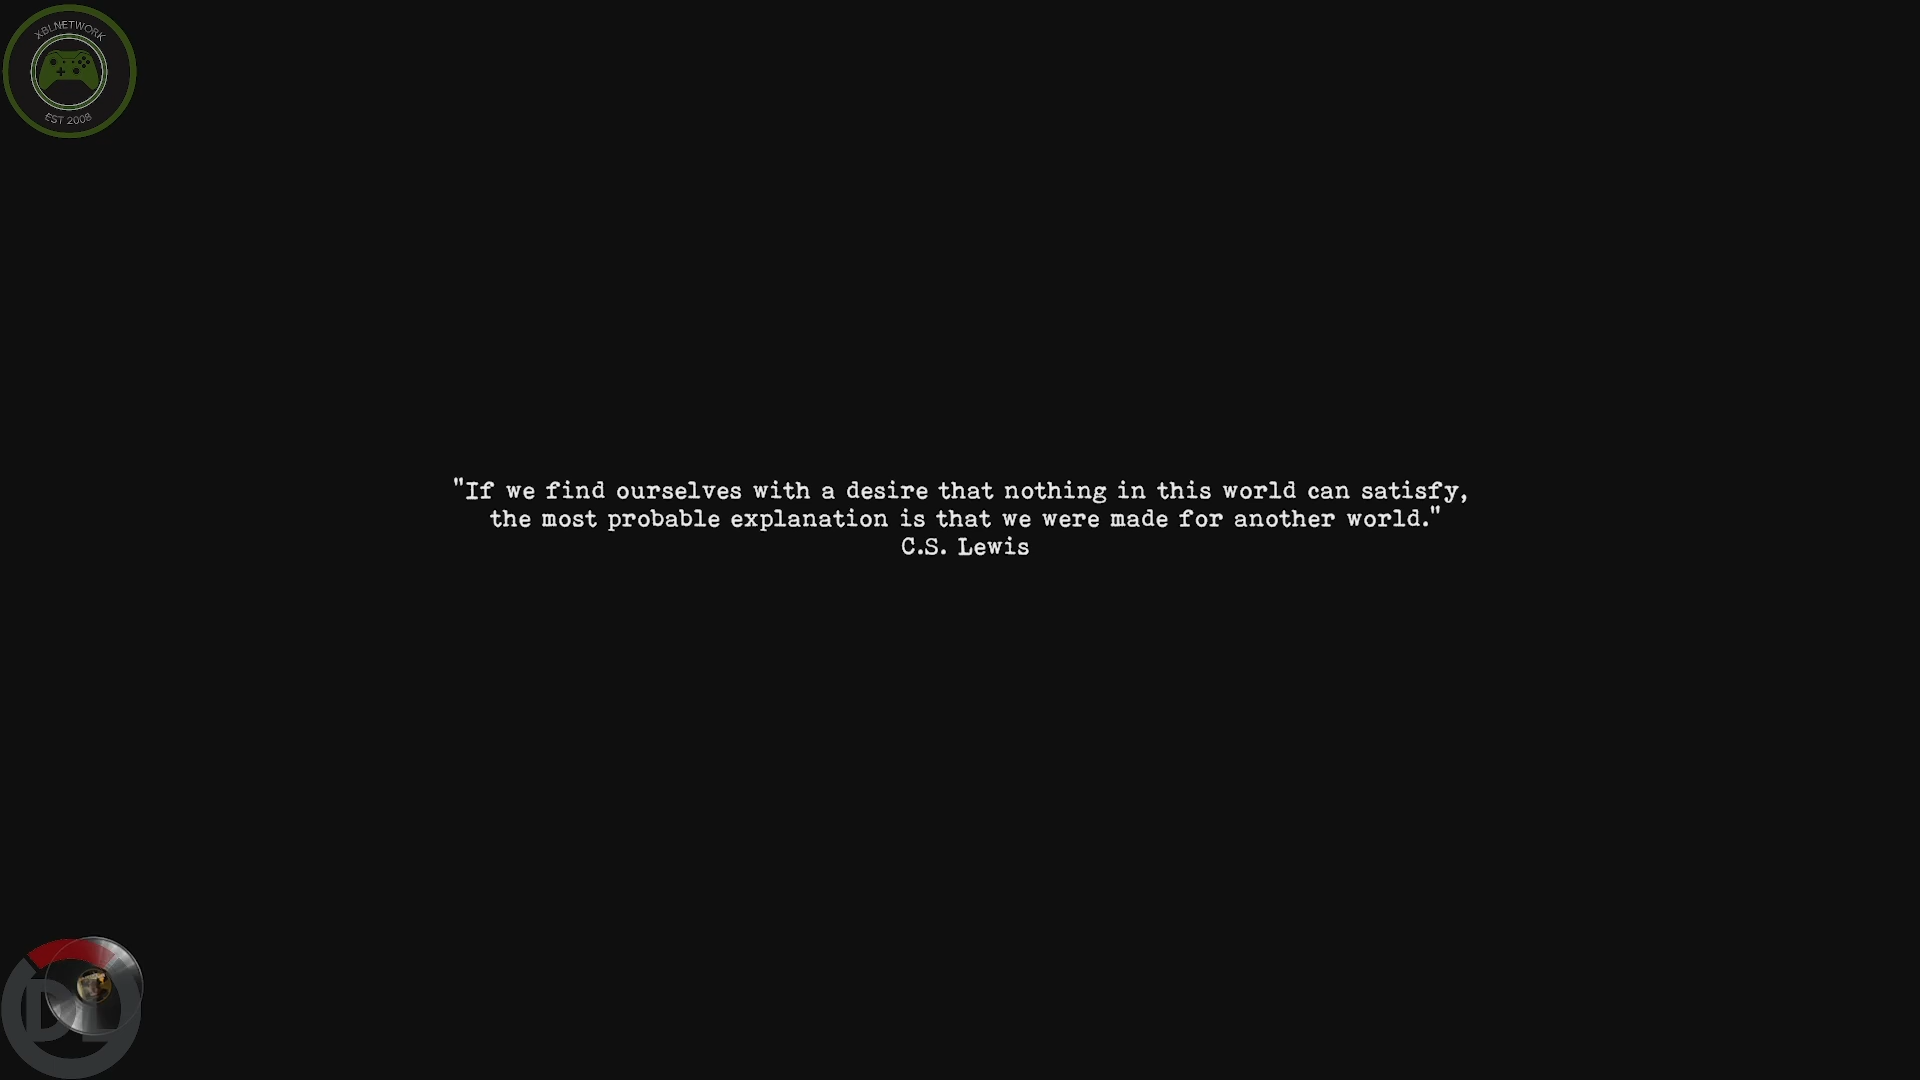 XBLNETWORK
EST 2008
"If we find ourselves with a desire that nothing in this world can satisfy,
the most probable explanation is that we were made for another world."
C.S. Lewis
DL